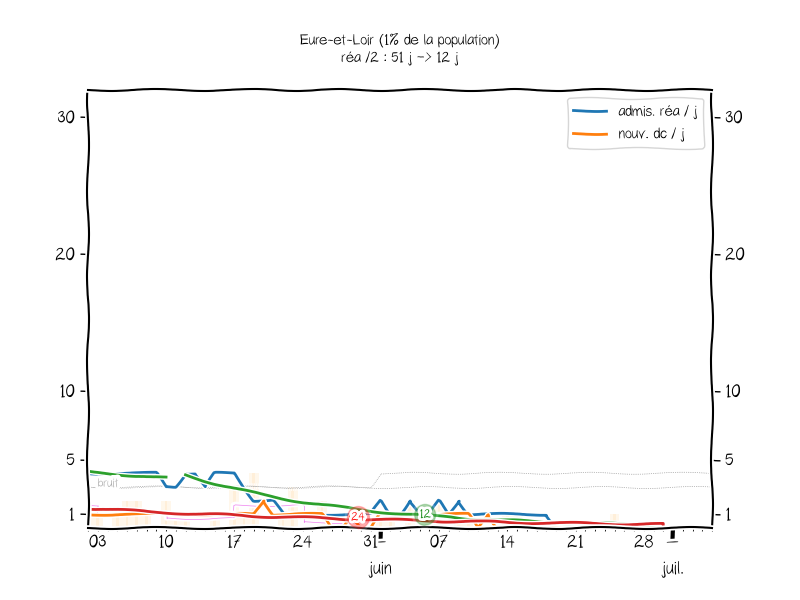 Eure-et-Loir (1% de la population)
réa /2 : 51 j -> 12 j
admis. réa / j
nouv. dc / j
30
20
10
5
1
30
20
10
5
1
bruit
24
12
03 10 17 24 31 07 14 21 28
juin juil.